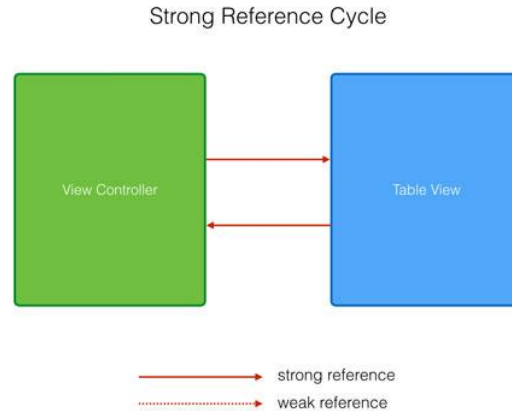 Strong Reference Cycle
View Controller
Table View
strong reference
weak reference